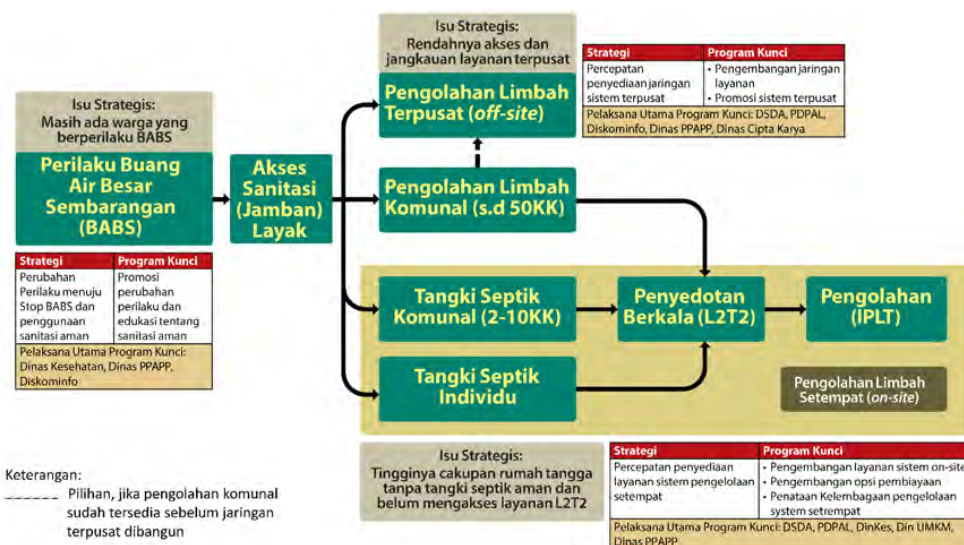 Isu Strategis:
Masih ada warga yang
berperilaku BABS
Perilaku Buang
Air Besar
Sembarangan
(BABS)
Strategi
Program Kunci
Perubahan
Perilaku menuju
Stop BABS dan
penggunaan
sanitasi aman
Promosi
perubahan
perilaku dan
edukasi tentang
sanitasi aman
Pelaksana Utama Program Kunci:
Dinas Kesehatan, Dinas PPAPP,
Diskominfo
Akses
Sanitasi
(Jamban)
Layak
Isu Strategis:
Rendahnya akses dan
jangkauan layanan terpusat
Pengolahan Limbah
Terpusat (off-site)
Strategi
Program Kunci
Percepatan
penyediaan jaringan
sistem terpusat
• Pengembangan jaringan
layanan
• Promosi sistem terpusat
Pelaksana Utama Program Kunci: DSDA, PDPAL,
Diskominfo, Dinas PPAPP, Dinas Cipta Karya
Pengolahan Limbah
Komunal (s.d 50KK)
Tangki Septik
Komunal (2-10KK)
Penyedotan
Berkala (L2T2)
Pengolahan
(IPLT)
Tangki Septik
Individu
Pengolahan Limbah
Setempat (on-site)
Isu Strategis:
Tingginya cakupan rumah tangga
tanpa tangki septik aman dan
belum mengakses layanan L2T2
Strategi
Program Kunci
Percepatan penyediaan
layanan sistem pengelolaan
setempat
• Pengembangan layanan sistem on-site
• Pengembangan opsi pembiayaan
• Penataan Kelembagaan pengelolaan
system setrempat
Pelaksana Utama Program Kunci: DSDA, PDPAL, DinKes, Din UMKM,
Dinas PPAPP
Keterangan:
______ Pilihan, jika pengolahan komunal
sudah tersedia sebelum jaringan
terpusat dibangun